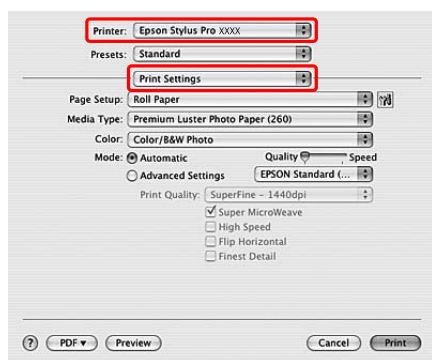 Printer: Epson Stylus Pro XXXX
Presets: Standard
Print Settings
Page Setup: Roll Paper
Media Type: Premium Luster Photo Paper (260)
Color: Color/B&W Photo
Mode: Automatic Quality Speed
Advanced Settings EPSON Standard (...
Print Quality: SuperFine - 1440dpi
Super MicroWeave
High Speed
Flip Horizontal
Finest Detail
? PDF Preview Cancel Print